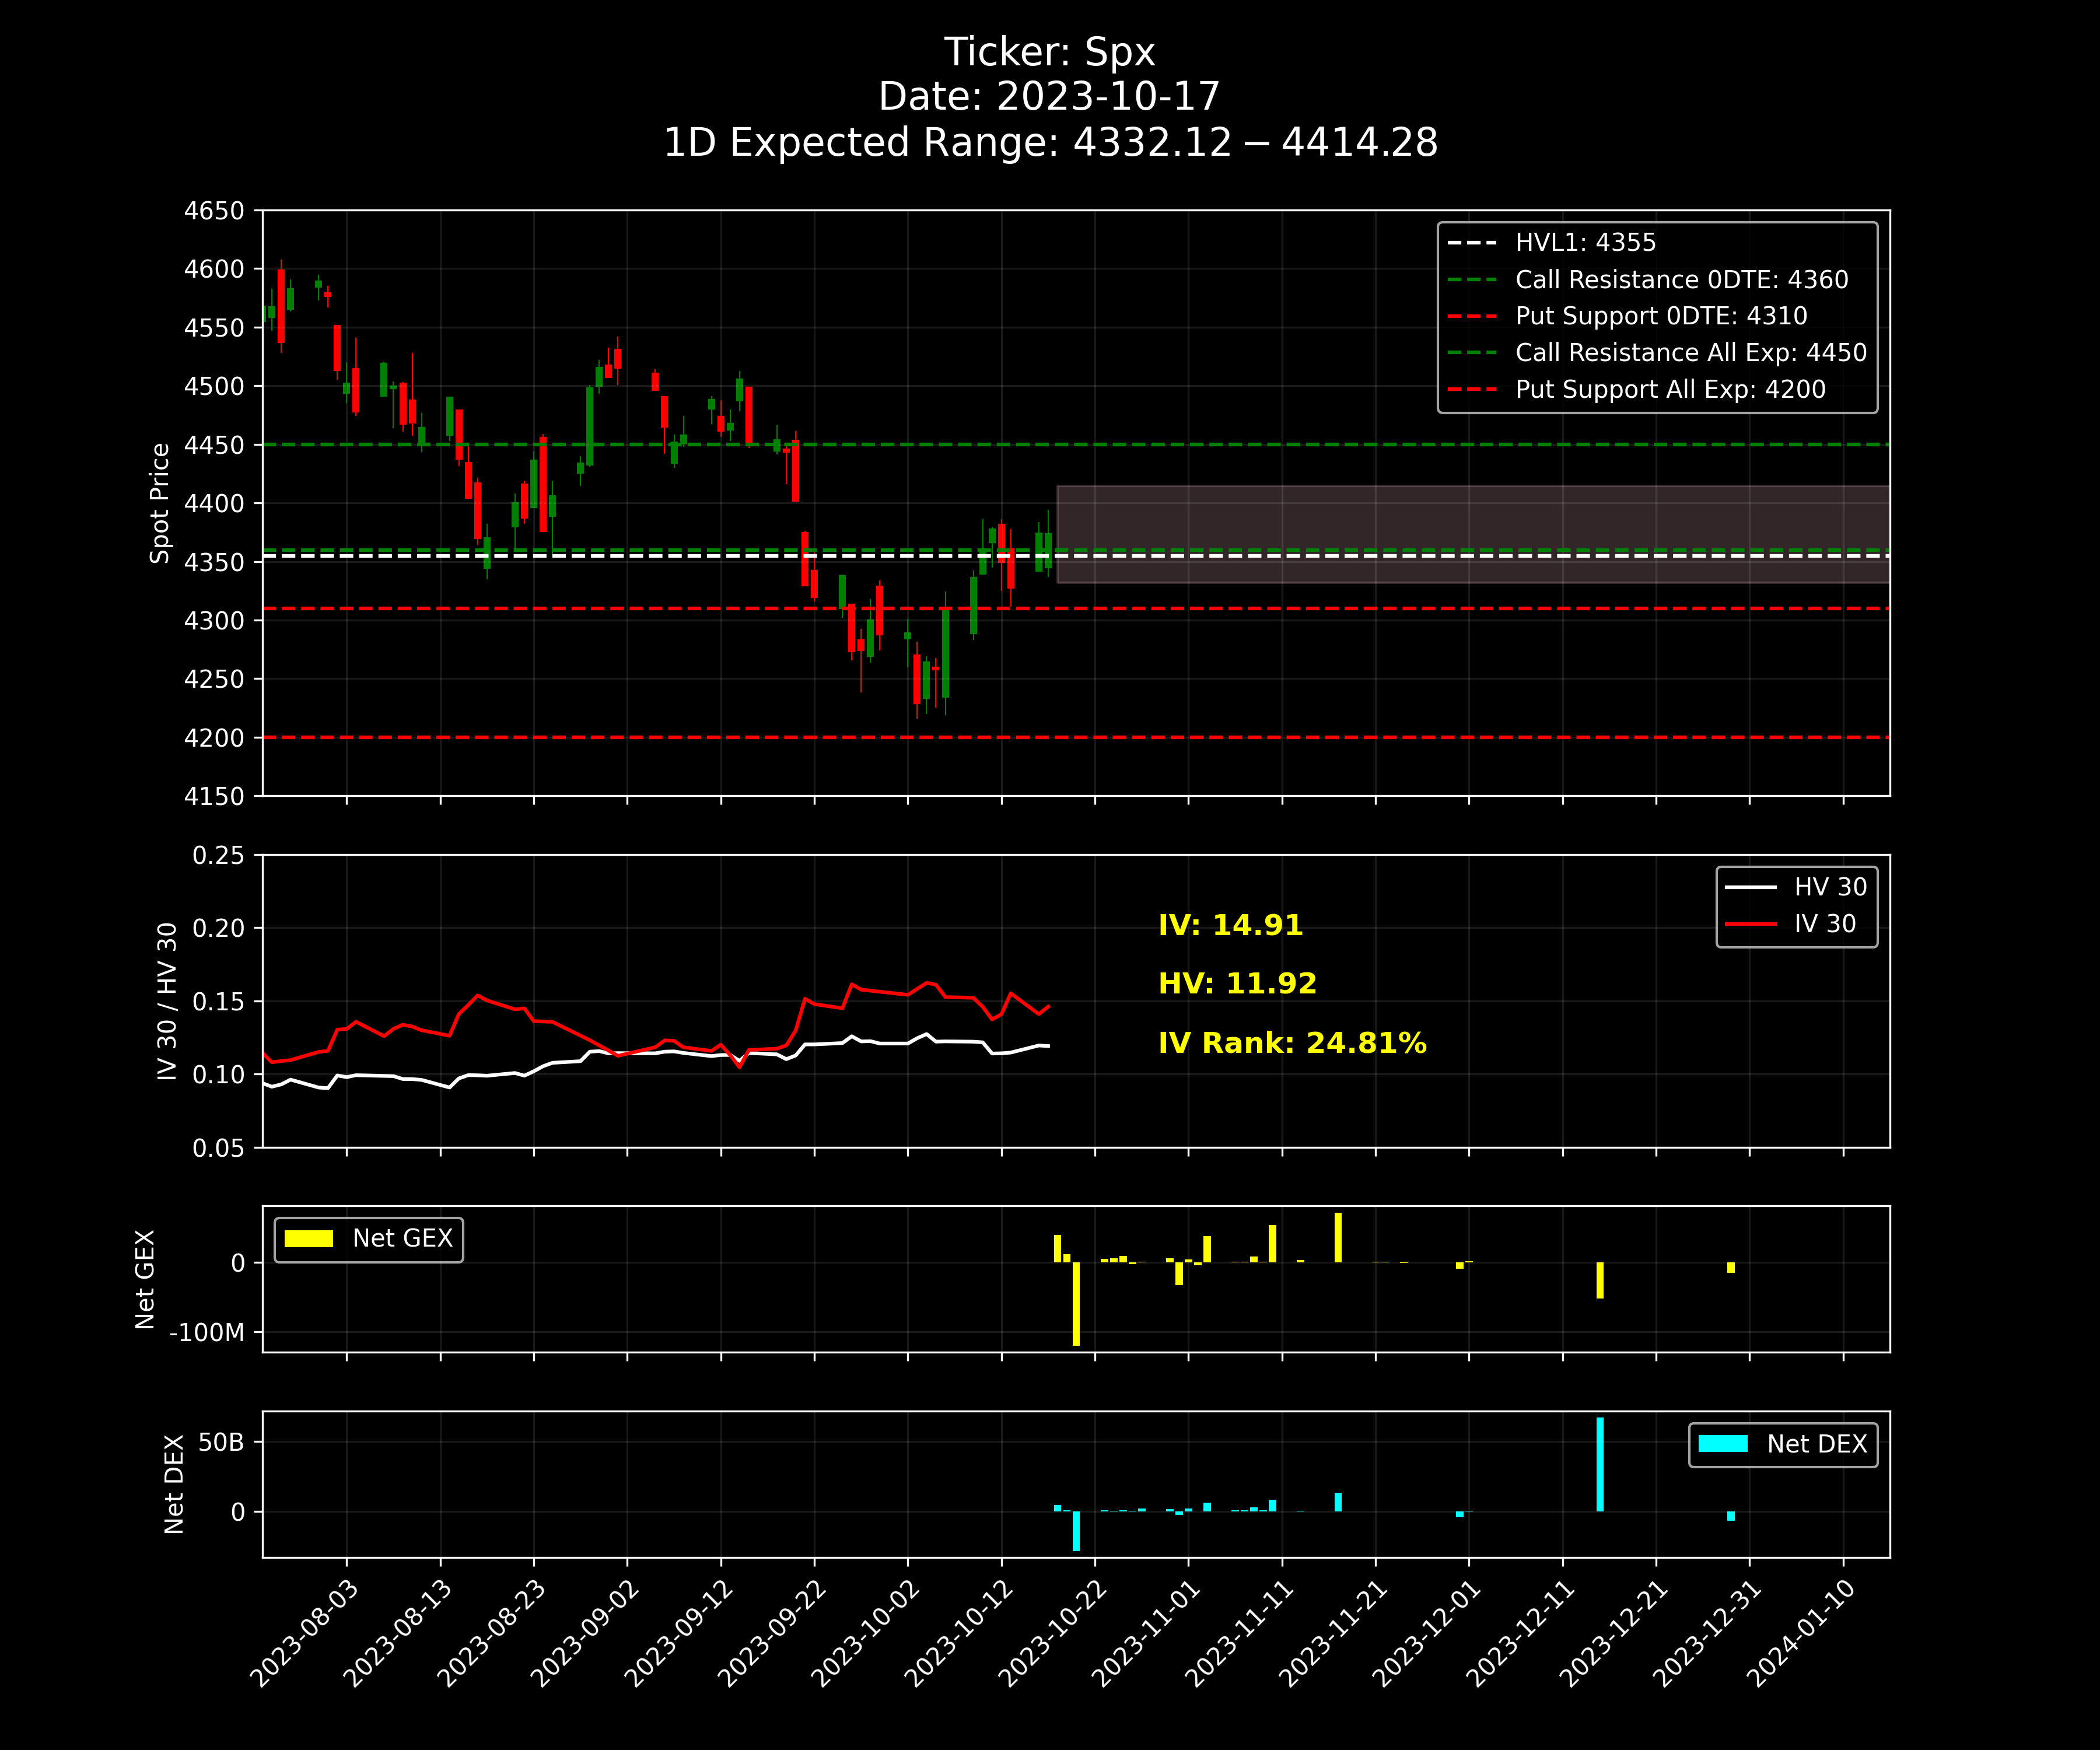 Ticker: Spx
Date: 2023-10-17
1D Expected Range: 4332.12 − 4414.28
Spot Price
4650
4600
4550
4500
4450
4400
4350
4300
4250
4200
4150
HVL1: 4355
Call Resistance 0DTE: 4360
Put Support 0DTE: 4310
Call Resistance All Exp: 4450
Put Support All Exp: 4200
IV 30 / HV 30
0.25
0.20
0.15
0.10
0.05
IV: 14.91
HV: 11.92
IV Rank: 24.81%
HV 30
IV 30
Net GEX
0
-100M
Net GEX
Net DEX
50B
0
Net DEX
2023-08-03
2023-08-13
2023-08-23
2023-09-02
2023-09-12
2023-09-22
2023-10-02
2023-10-12
2023-10-22
2023-11-01
2023-11-11
2023-11-21
2023-12-01
2023-12-11
2023-12-21
2023-12-31
2024-01-10